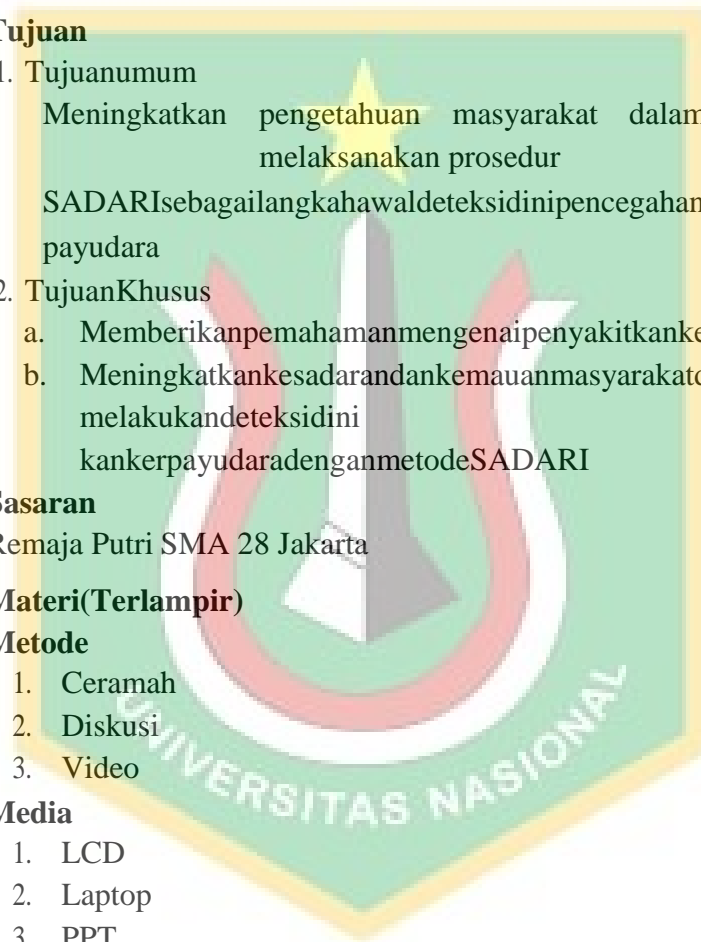 Tujuan
1. Tujuanumum
Meningkatkan pengetahuan masyarakat dalam
melaksanakan prosedur
SADARIsebagailangkahawaldeteksidinipencegahan
payudara
2. TujuanKhusus
a. Memberikanpemahamanmengenaipenyakitkanke
b. Meningkatkankesadarandankemauanmasyarakatd
melakukandeteksidini
kankerpayudaradenganmetodeSADARI
Sasaran
Remaja Putri SMA 28 Jakarta
Materi(Terlampir)
Metode
1. Ceramah
2. Diskusi
3. Video
UNIVERSITAS NASIONAL
Media
1. LCD
2. Laptop
3. PPT